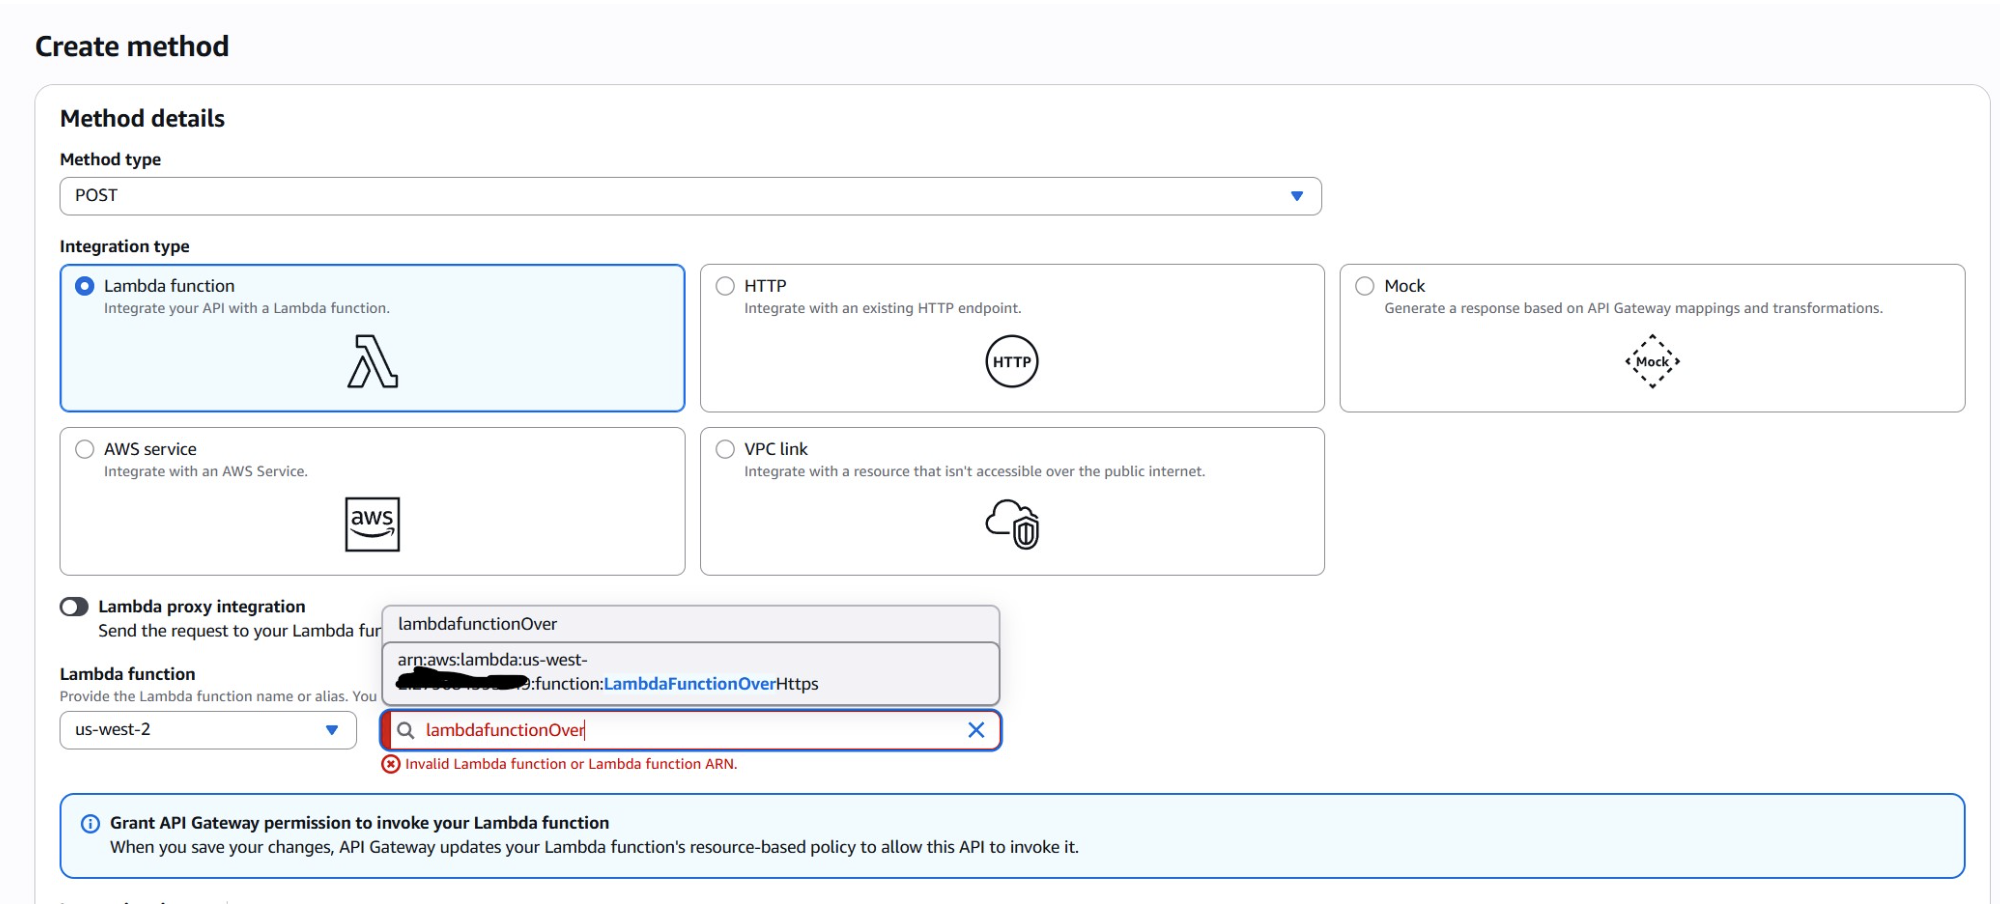 Create method
Method details
Method type
POST
Integration type
Lambda function
Integrate your API with a Lambda function.
HTTP
Integrate with an existing HTTP endpoint.
HTTP
Mock
Generate a response based on API Gateway mappings and transformations.
Mock
AWS service
Integrate with an AWS Service.
aws
VPC link
Integrate with a resource that isn't accessible over the public internet.
Lambda proxy integration
Send the request to your Lambda fun
lambdafunctionOver
arn:aws:lambda:us-west-
:function:LambdaFunctionOverHttps
Lambda function
Provide the Lambda function name or alias. You
us-west-2
lambdafunctionOver
Invalid Lambda function or Lambda function ARN.
Grant API Gateway permission to invoke your Lambda function
When you save your changes, API Gateway updates your Lambda function's resource-based policy to allow this API to invoke it.